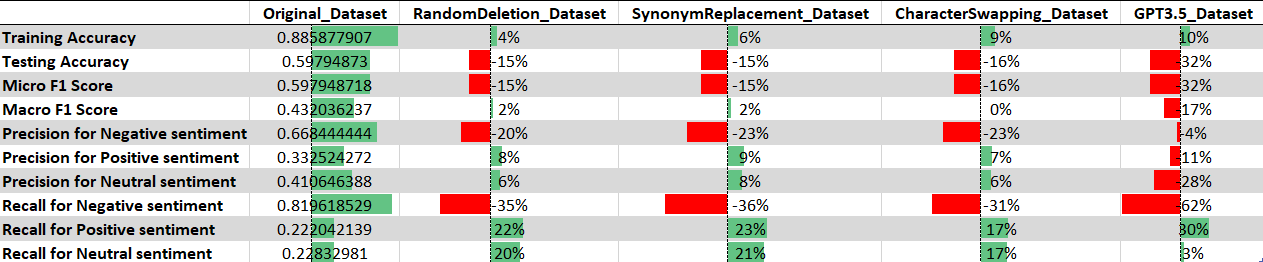 Original_Dataset RandomDeletion_Dataset SynonymReplacement_Dataset CharacterSwapping_Dataset GPT3.5_Dataset
Training Accuracy 0.885877907 4% 6% 9% 10%
Testing Accuracy 0.59794873 -15% -15% -16% -32%
Micro F1 Score 0.597948718 -15% -15% -16% -32%
Macro F1 Score 0.432036237 2% 2% 0% -17%
Precision for Negative sentiment 0.668444444 -20% -23% -23% -4%
Precision for Positive sentiment 0.332524272 8% 9% 7% -11%
Precision for Neutral sentiment 0.410646388 6% 8% 6% -28%
Recall for Negative sentiment 0.819618529 -35% -36% -31% -62%
Recall for Positive sentiment 0.222042139 22% 23% 17% 30%
Recall for Neutral sentiment 0.22832981 20% 21% 17% 3%